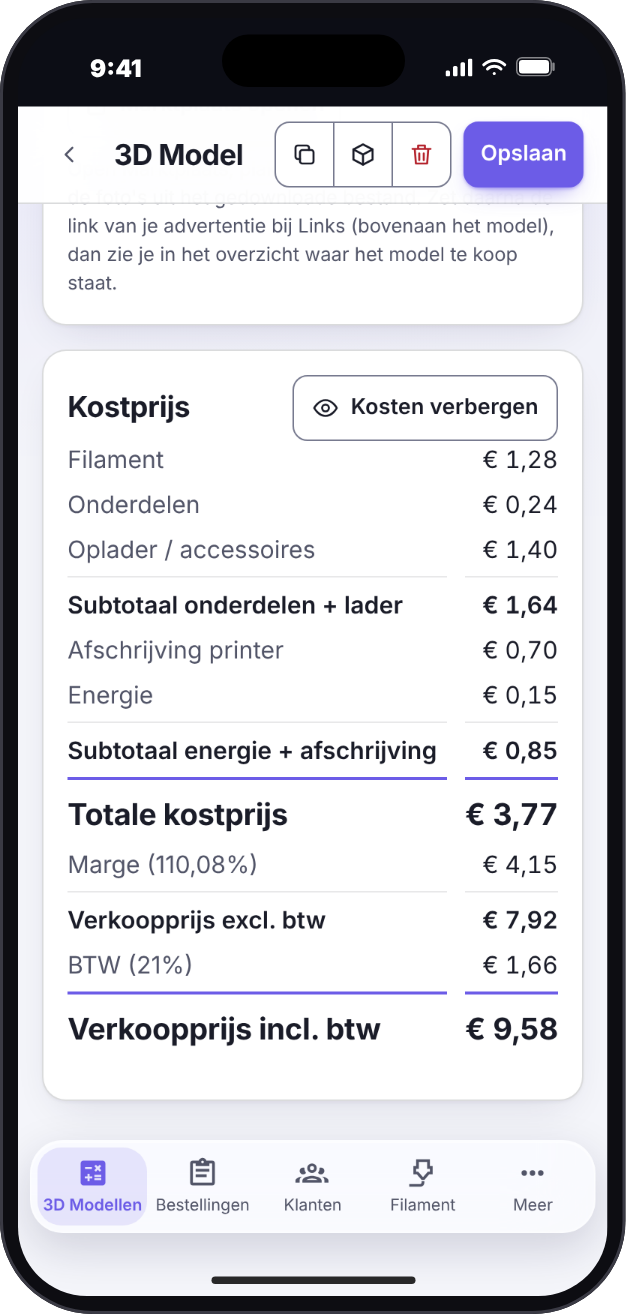 9:41
3D Model
Opslaan
link van je advertentie bij Links (bovenaan het model),
dan zie je in het overzicht waar het model te koop
staat.
Kostprijs
Kosten verbergen
Filament € 1,28
Onderdelen € 0,24
Oplader / accessoires € 1,40
Subtotaal onderdelen + lader € 1,64
Afschrijving printer € 0,70
Energie € 0,15
Subtotaal energie + afschrijving € 0,85
Totale kostprijs € 3,77
Marge (110,08%) € 4,15
Verkoopprijs excl. btw € 7,92
BTW (21%) € 1,66
Verkoopprijs incl. btw € 9,58
3D Modellen Bestellingen Klanten Filament Meer